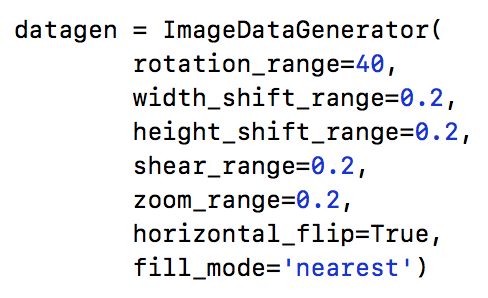 datagen = ImageDataGenerator(
        rotation_range=40,
        width_shift_range=0.2,
        height_shift_range=0.2,
        shear_range=0.2,
        zoom_range=0.2,
        horizontal_flip=True,
        fill_mode='nearest')